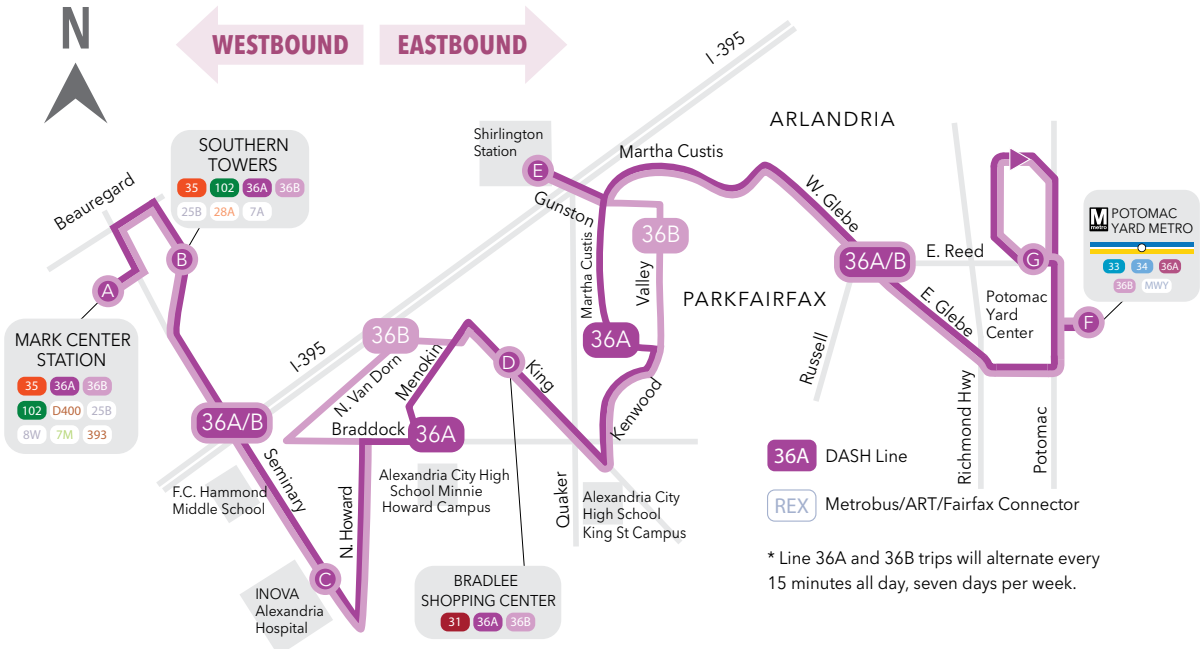 N
WESTBOUND
EASTBOUND
I -395
ARLANDRIA
SOUTHERN
TOWERS
35 102 36A 36B
25B 28A 7A
Beauregard
B
A
MARK CENTER
STATION
35 36A 36B
102 D400 25B
8W 7M 393
Shirlington
Station
E
Gunston
Martha Custis
W. Glebe
36B
Martha Custis
Valley
36A/B
E. Reed
G
POTOMAC
YARD METRO
M
metro
33 34 36A
36B MWY
PARKFAIRFAX
E. Glebe
Potomac
Yard
Center
F
I-395
36B
N. Van Dorn
Menokin
D
King
36A
Kenwood
Russell
Richmond Hwy
Potomac
36A/B
Seminary
Braddock
36A
F.C. Hammond
Middle School
N. Howard
Alexandria City High
School Minnie
Howard Campus
Quaker
Alexandria City
High School
King St Campus
C
INOVA
Alexandria
Hospital
BRADLEE
SHOPPING CENTER
31 36A 36B
36A DASH Line
REX Metrobus/ART/Fairfax Connector
* Line 36A and 36B trips will alternate every
15 minutes all day, seven days per week.